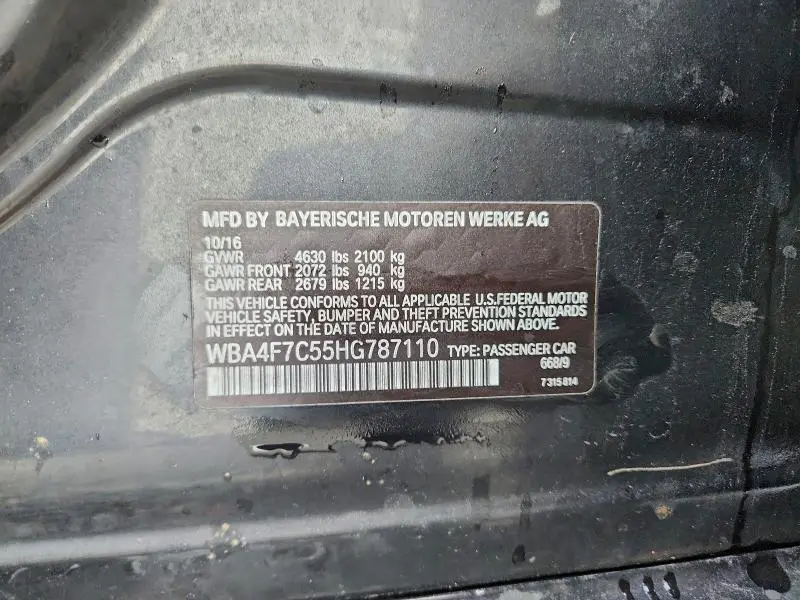 MFD BY BAYERISCHE MOTOREN WERKE AG
10/16
GVWR 4630 lbs 2100 kg
GAWR FRONT 2072 lbs 940 kg
GAWR REAR 2679 lbs 1215 kg
THIS VEHICLE CONFORMS TO ALL APPLICABLE U.S.FEDERAL MOTOR
VEHICLE SAFETY, BUMPER AND THEFT PREVENTION STANDARDS
IN EFFECT ON THE DATE OF MANUFACTURE SHOWN ABOVE.
WBA4F7C55HG787110 TYPE: PASSENGER CAR
668/9
7315814